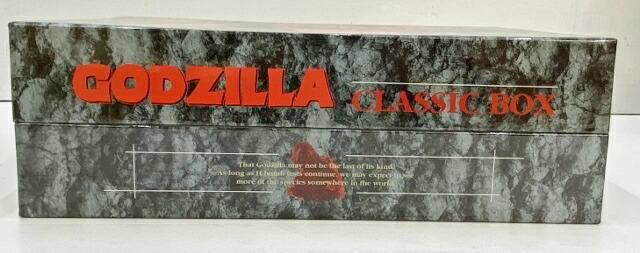 GODZILLA
CLASSIC BOX
That Godzilla may not be the last of its kind!
As long as H-bomb tests continue, we may expect to see
more of the species somewhere in the world.